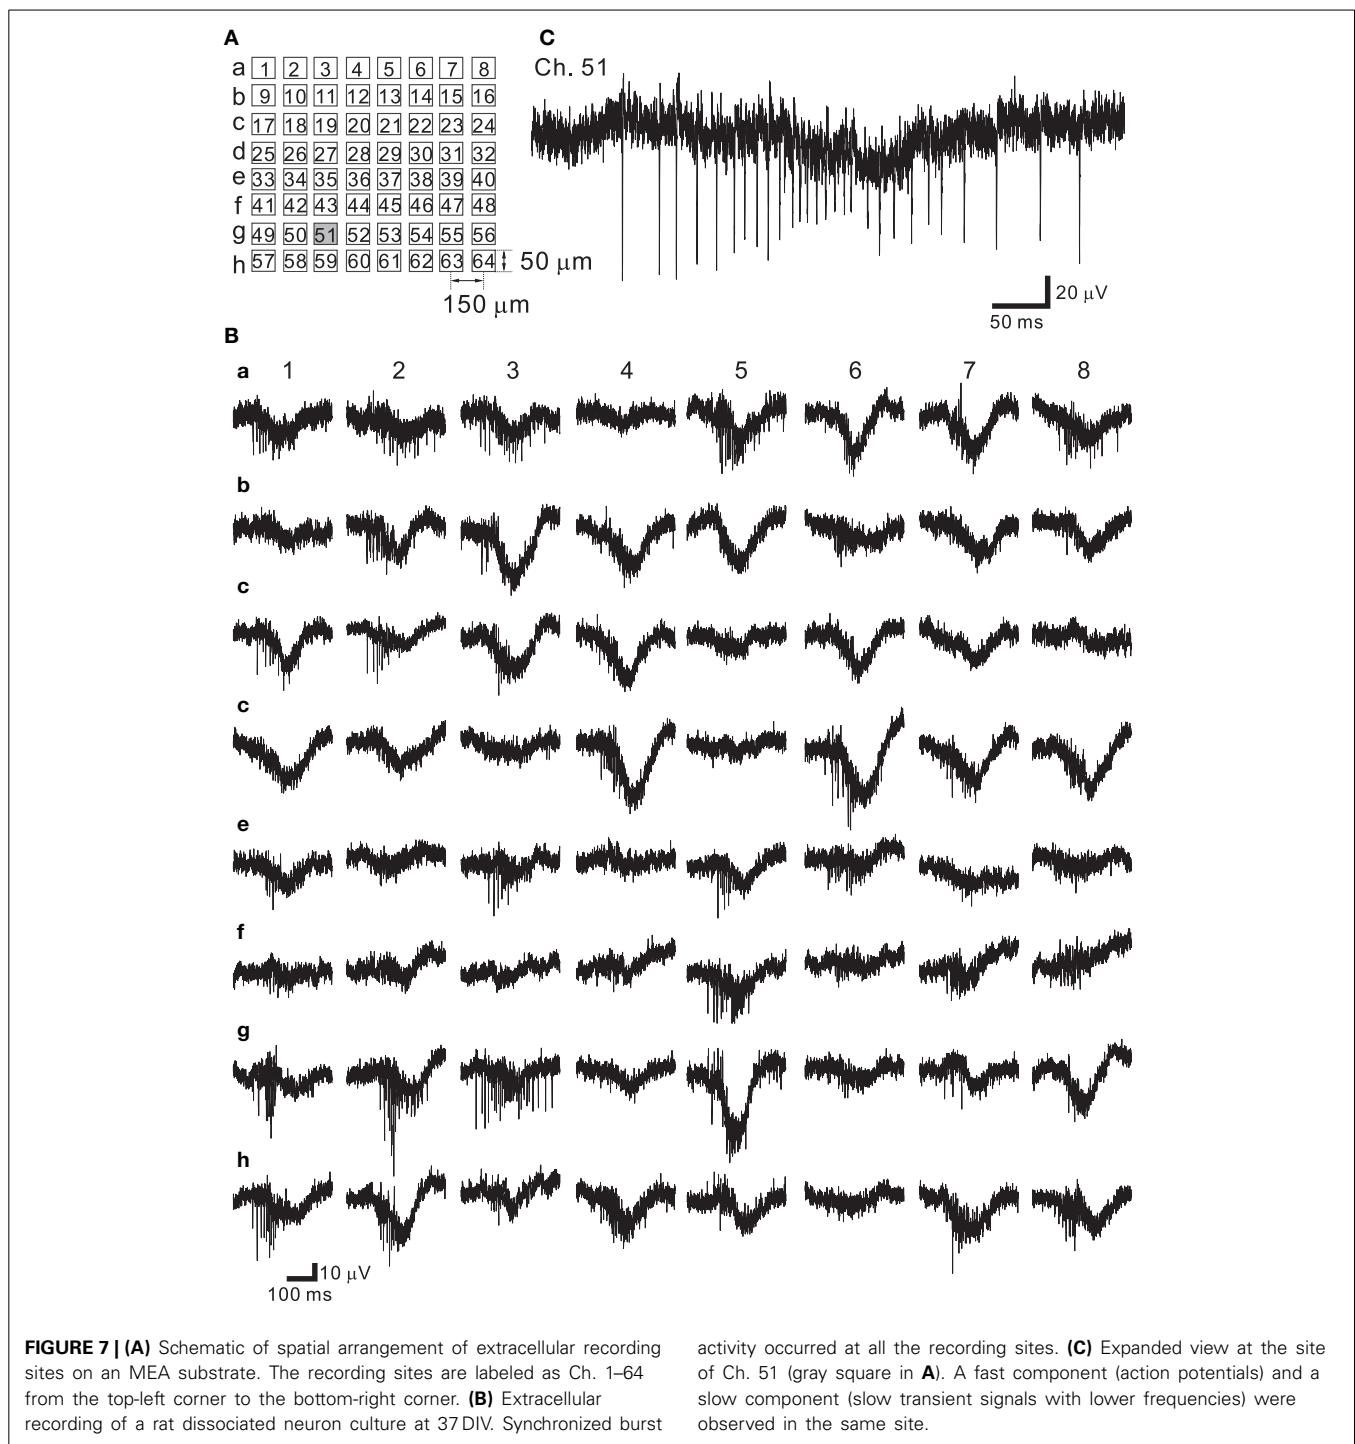 A
a 1 2 3 4 5 6 7 8
b 9 10 11 12 13 14 15 16
c 17 18 19 20 21 22 23 24
d 25 26 27 28 29 30 31 32
e 33 34 35 36 37 38 39 40
f 41 42 43 44 45 46 47 48
g 49 50 51 52 53 54 55 56
h 57 58 59 60 61 62 63 64
50 μm
150 μm
C
Ch. 51
20 μV
50 ms
B
1 2 3 4 5 6 7 8
a
b
c
c
e
f
g
h
10 μV
100 ms
FIGURE 7 | (A) Schematic of spatial arrangement of extracellular recording
sites on an MEA substrate. The recording sites are labeled as Ch. 1–64
from the top-left corner to the bottom-right corner. (B) Extracellular
recording of a rat dissociated neuron culture at 37 DIV. Synchronized burst
activity occurred at all the recording sites. (C) Expanded view at the site
of Ch. 51 (gray square in A). A fast component (action potentials) and a
slow component (slow transient signals with lower frequencies) were
observed in the same site.